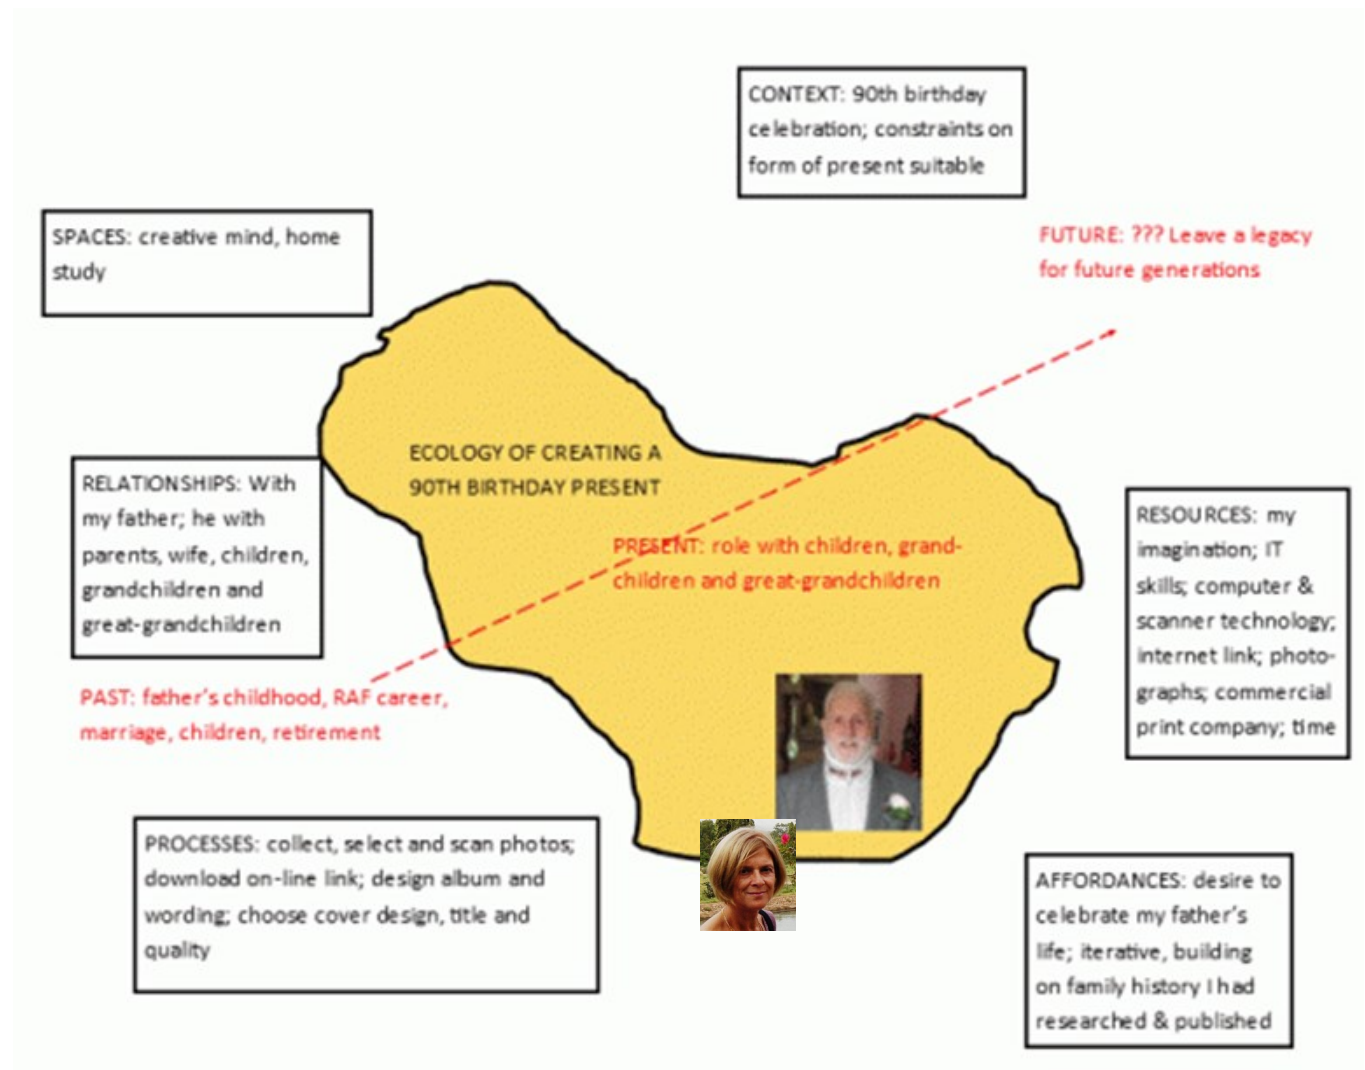 CONTEXT: 90th birthday
celebration; constraints on
form of present suitable
SPACES: creative mind, home
study
FUTURE: ??? Leave a legacy
for future generations
ECOLOGY OF CREATING A
90TH BIRTHDAY PRESENT
RELATIONSHIPS: With
my father; he with
parents, wife, children,
grandchildren and
great-grandchildren
RESOURCES: my
imagination; IT
skills; computer &
scanner technology;
internet link; photo-
graphs; commercial
print company; time
PRESENT: role with children, grand-
children and great-grandchildren
PAST: father's childhood, RAF career,
marriage, children, retirement
PROCESSES: collect, select and scan photos;
download on-line link; design album and
wording; choose cover design, title and
quality
AFFORDANCES: desire to
celebrate my father's
life; iterative, building
on family history I had
researched & published